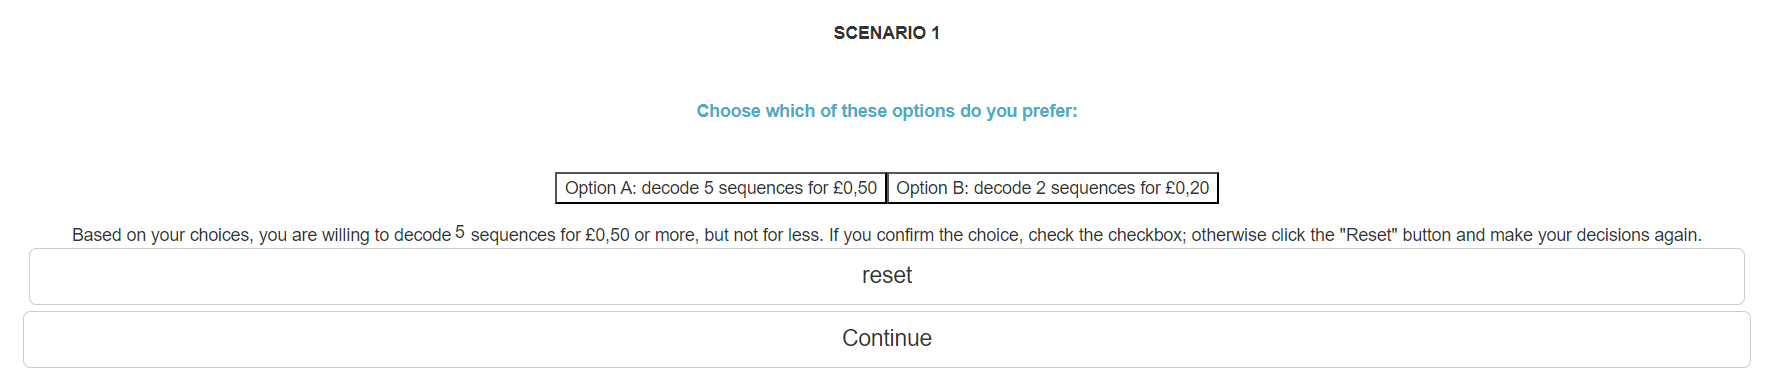 SCENARIO 1
Choose which of these options do you prefer:
Option A: decode 5 sequences for £0,50 Option B: decode 2 sequences for £0,20
Based on your choices, you are willing to decode 5 sequences for £0,50 or more, but not for less. If you confirm the choice, check the checkbox; otherwise click the "Reset" button and make your decisions again.
reset
Continue